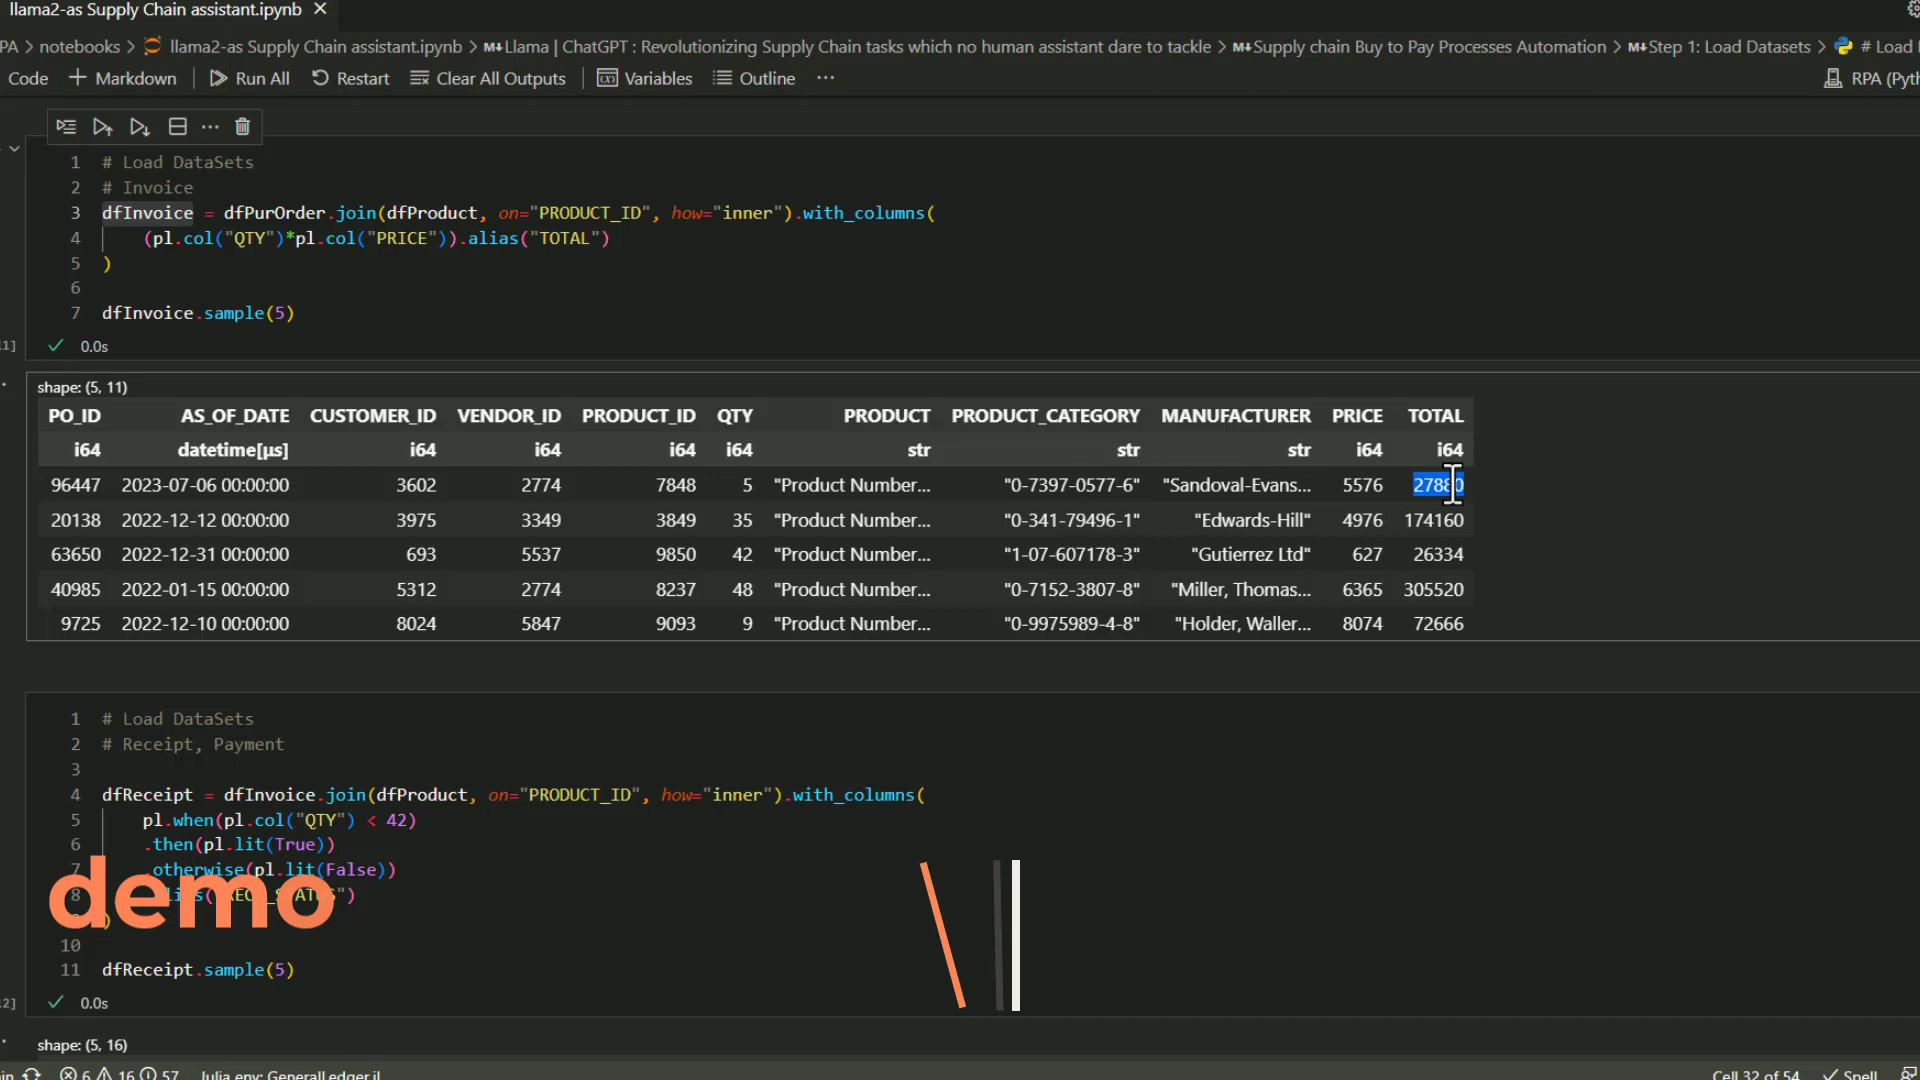 llama2-as Supply Chain assistant.ipynb ×
PA > notebooks > llama2-as Supply Chain assistant.ipynb > M↓Llama | ChatGPT : Revolutionizing Supply Chain tasks which no human assistant dare to tackle > M↓Supply chain Buy to Pay Processes Automation > M↓Step 1: Load Datasets > # Load
Code + Markdown | Run All Restart Clear All Outputs | Variables Outline ··· RPA (Pyth
1 # Load DataSets
2 # Invoice
3 dfInvoice = dfPurOrder.join(dfProduct, on="PRODUCT_ID", how="inner").with_columns(
4 (pl.col("QTY")*pl.col("PRICE")).alias("TOTAL")
5 )
6
7 dfInvoice.sample(5)
11] ✓ 0.0s
shape: (5, 11)
PO_ID AS_OF_DATE CUSTOMER_ID VENDOR_ID PRODUCT_ID QTY PRODUCT PRODUCT_CATEGORY MANUFACTURER PRICE TOTAL
i64 datetime[μs] i64 i64 i64 i64 str str str i64 i64
96447 2023-07-06 00:00:00 3602 2774 7848 5 "Product Number... "0-7397-0577-6" "Sandoval-Evans... 5576 27880
20138 2022-12-12 00:00:00 3975 3349 3849 35 "Product Number... "0-341-79496-1" "Edwards-Hill" 4976 174160
63650 2022-12-31 00:00:00 693 5537 9850 42 "Product Number... "1-07-607178-3" "Gutierrez Ltd" 627 26334
40985 2022-01-15 00:00:00 5312 2774 8237 48 "Product Number... "0-7152-3807-8" "Miller, Thomas... 6365 305520
9725 2022-12-10 00:00:00 8024 5847 9093 9 "Product Number... "0-9975989-4-8" "Holder, Waller... 8074 72666
1 # Load DataSets
2 # Receipt, Payment
3
4 dfReceipt = dfInvoice.join(dfProduct, on="PRODUCT_ID", how="inner").with_columns(
5 pl.when(pl.col("QTY") < 42)
6 .then(pl.lit(True))
7 .otherwise(pl.lit(False))
8 ")
)
demo
10
11 dfReceipt.sample(5)
2] ✓ 0.0s
shape: (5, 16)
6 16 57 Julia env: GeneralLedger.jl Cell 32 of 54 ✓ Spell